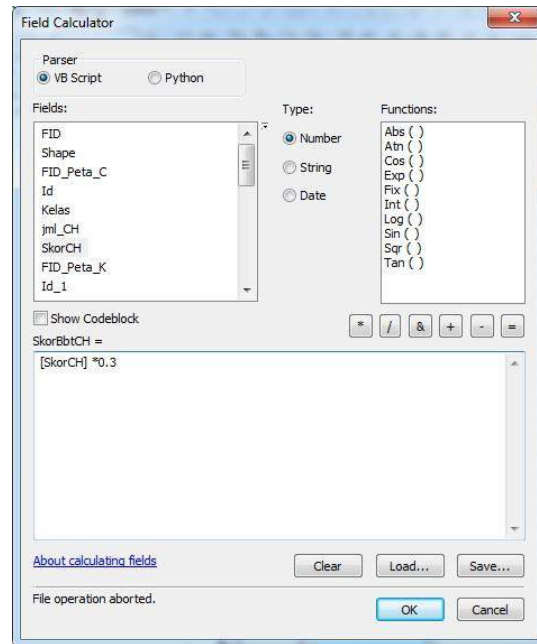 Field Calculator
Parser
VB Script Python
Fields: Type: Functions:
FID
Shape
FID_Peta_C
Id
Kelas
jml_CH
SkorCH
FID_Peta_K
Id_1
Number
String
Date
Abs ( )
Atn ( )
Cos ( )
Exp ( )
Fix ( )
Int ( )
Log ( )
Sin ( )
Sqr ( )
Tan ( )
Show Codeblock
* / & + - =
SkorBbtCH =
[SkorCH] *0.3
About calculating fields
Clear Load... Save...
File operation aborted.
OK Cancel